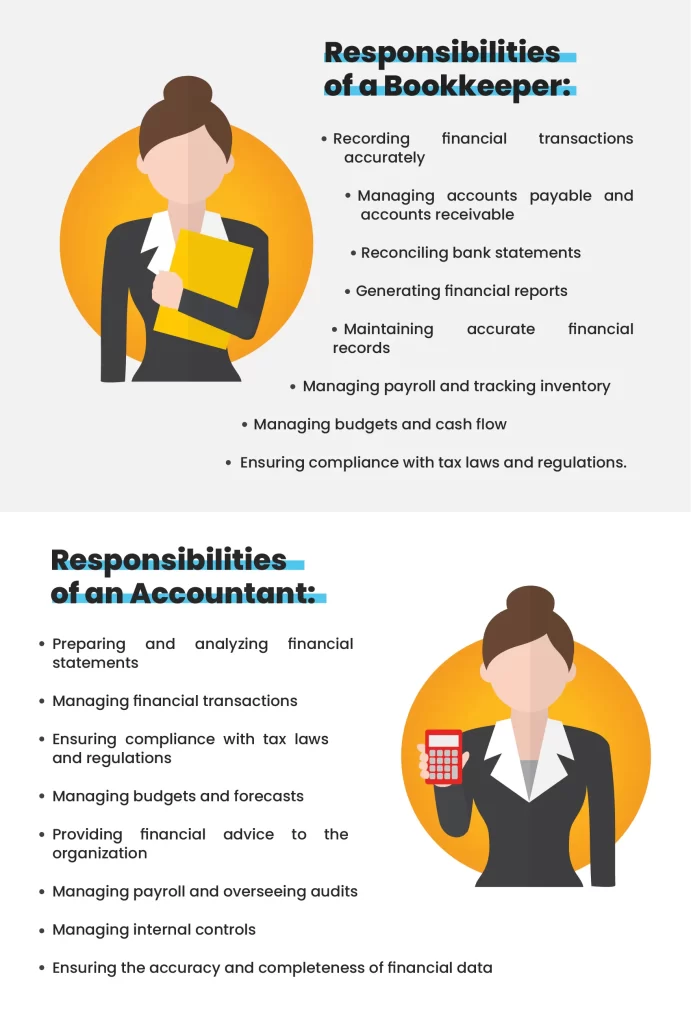 Responsibilities
of a Bookkeeper:
• Recording financial transactions
accurately
• Managing accounts payable and
accounts receivable
• Reconciling bank statements
• Generating financial reports
• Maintaining accurate financial
records
• Managing payroll and tracking inventory
• Managing budgets and cash flow
• Ensuring compliance with tax laws and regulations.
Responsibilities
of an Accountant:
• Preparing and analyzing financial
statements
• Managing financial transactions
• Ensuring compliance with tax laws
and regulations
• Managing budgets and forecasts
• Providing financial advice to the
organization
• Managing payroll and overseeing audits
• Managing internal controls
• Ensuring the accuracy and completeness of financial data